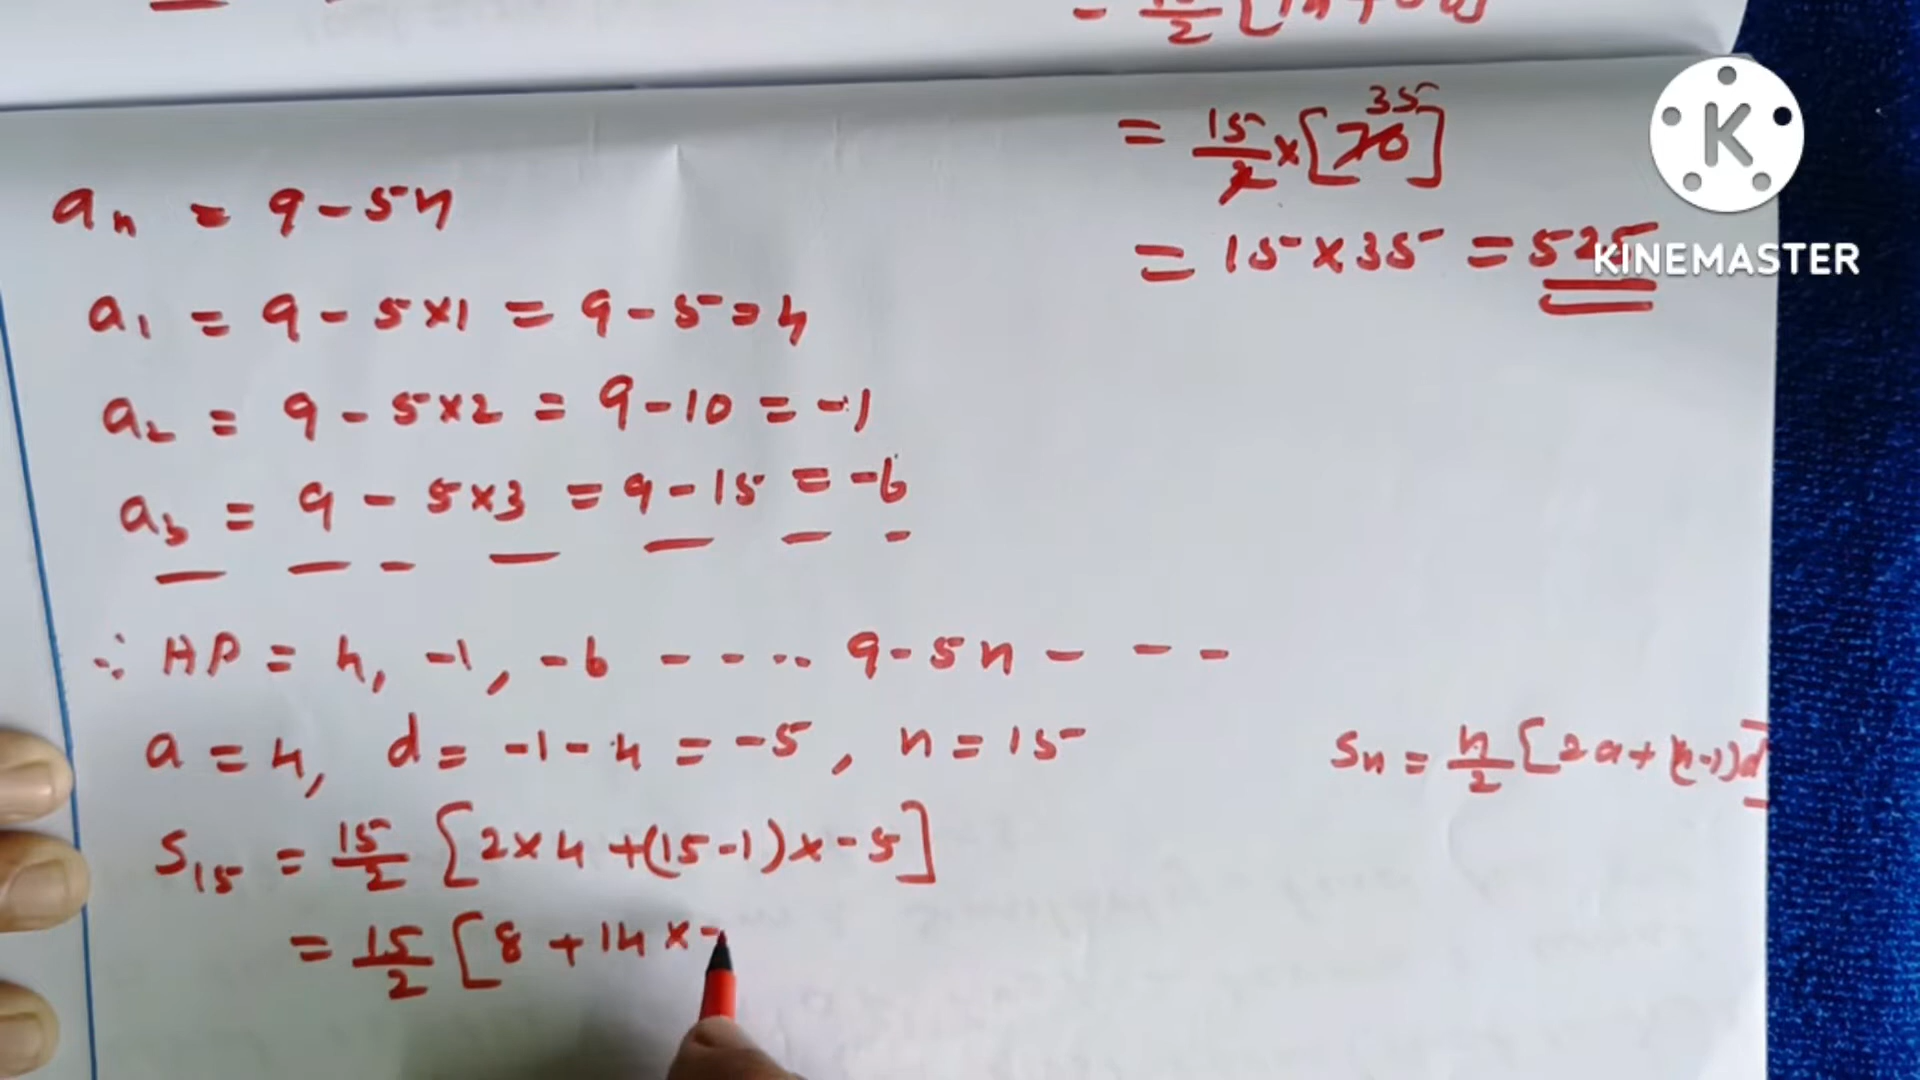 = 15/2 × [70] 35
= 15×35 = 525
K
KINEMASTER
an = 9-5n
a1 = 9-5×1 = 9-5=4
a2 = 9-5×2 = 9-10 = -1
a3 = 9-5×3 = 9-15 = -6
∴ AP = 4, -1, -6 - - - .. 9-5n - - -
a = 4, d = -1-4 = -5, n = 15
Sn = n/2 [2a+(n-1)d
S15 = 15/2 [2×4+(15-1)×-5]
= 15/2 [8+14×-